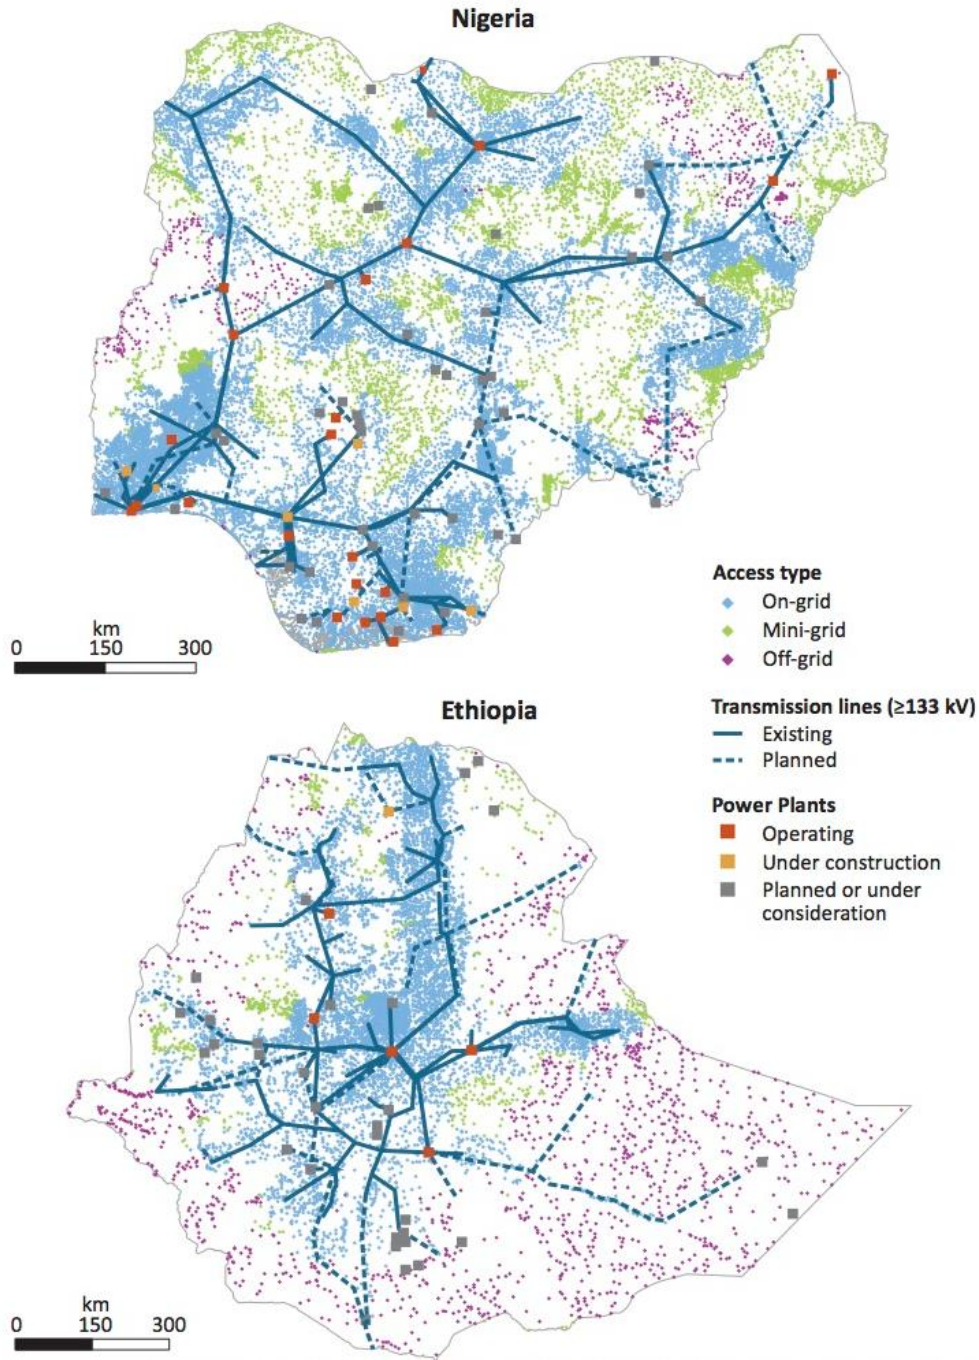 Nigeria
km
0 150 300
Access type
On-grid
Mini-grid
Off-grid
Transmission lines (≥133 kV)
Existing
Planned
Power Plants
Operating
Under construction
Planned or under
consideration
Ethiopia
km
0 150 300